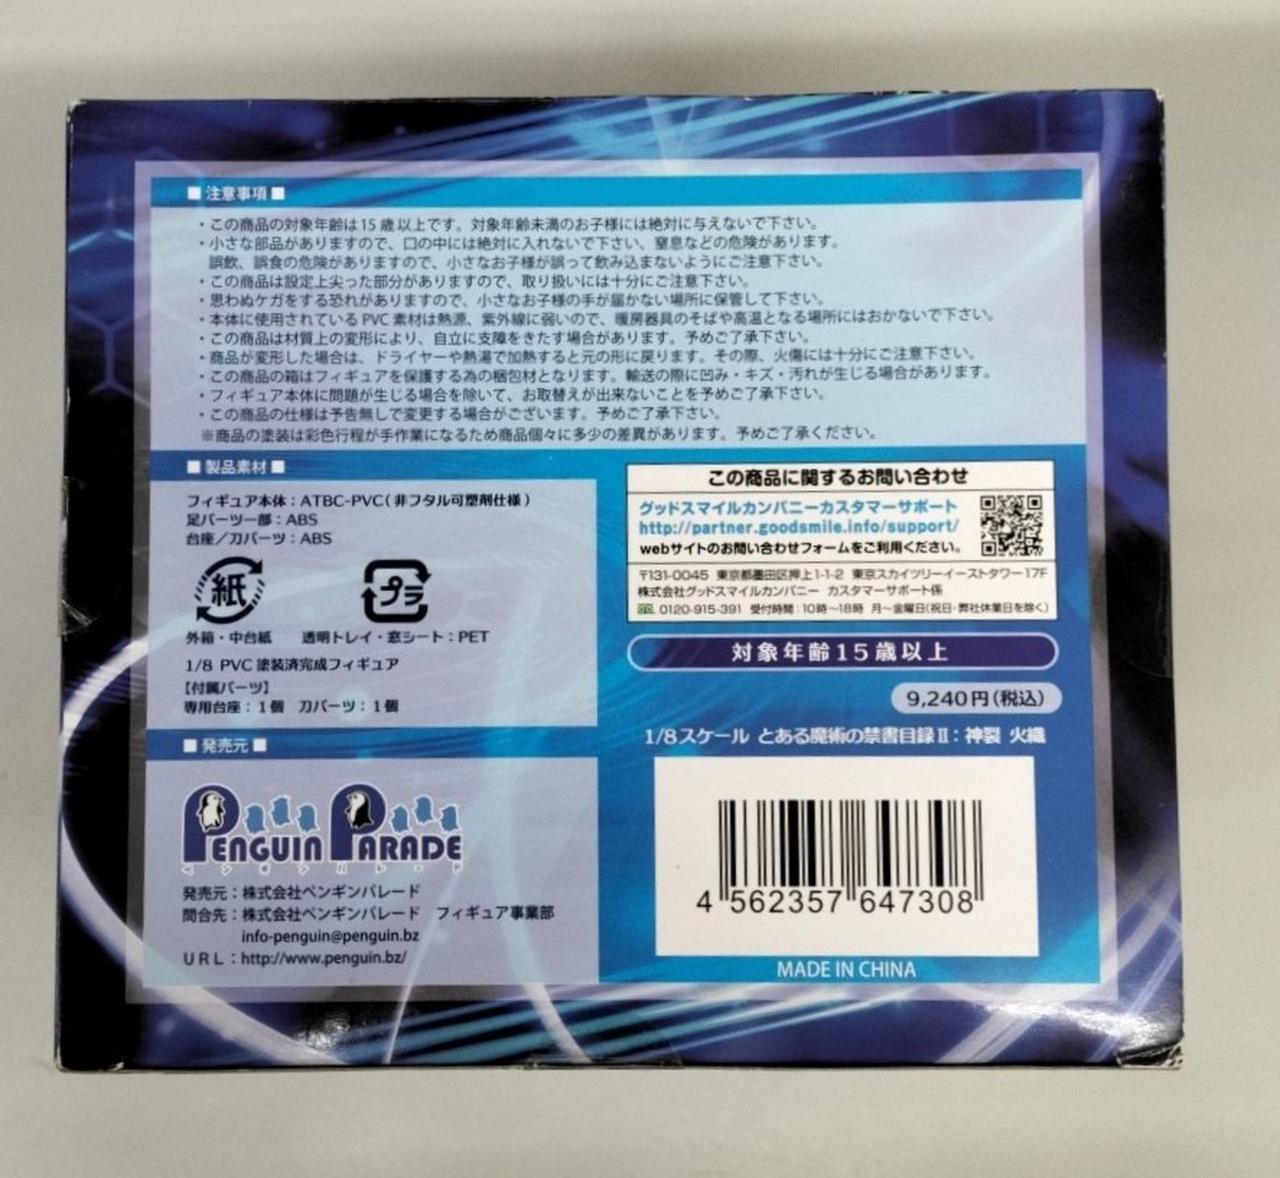 ■ 注意事項 ■
・この商品の対象年齢は15歳以上です。対象年齢未満のお子様には絶対に与えないで下さい。
・小さな部品がありますので、口の中には絶対に入れないで下さい、窒息などの危険があります。
誤飲、誤食の危険がありますので、小さなお子様が誤って飲み込まないようにご注意下さい。
・この商品は設定上尖った部分がありますので、取り扱いには十分にご注意下さい。
・思わぬケガをする恐れがありますので、小さなお子様の手が届かない場所に保管して下さい。
・本体に使用されているPVC素材は熱源、紫外線に弱いので、暖房器具のそばや高温となる場所にはおかないで下さい。
・この商品は材質上の変形により、自立に支障をきたす場合があります。予めご了承下さい。
・商品が変形した場合は、ドライヤーや熱湯で加熱すると元の形に戻ります。その際、火傷には十分にご注意下さい。
・この商品の箱はフィギュアを保護する為の梱包材となります。輸送の際に凹み・キズ・汚れが生じる場合があります。
・フィギュア本体に問題が生じる場合を除いて、お取替えが出来ないことを予めご了承下さい。
・この商品の仕様は予告無しで変更する場合がございます。予めご了承下さい。
※商品の塗装は彩色行程が手作業になるため商品個々に多少の差異があります。予めご了承ください。
■ 製品素材 ■
フィギュア本体：ATBC-PVC(非フタル可塑剤仕様)
足パーツ一部：ABS
台座／刀パーツ：ABS
紙 プラ
外箱・中台紙 透明トレイ・窓シート：PET
1/8 PVC 塗装済完成フィギュア
【付属パーツ】
専用台座：1個 刀パーツ：1個
■ 発売元 ■
PENGUIN PARADE
ペンギンパレード
発売元：株式会社ペンギンパレード
問合先：株式会社ペンギンパレード フィギュア事業部
info-penguin@penguin.bz
URL：http://www.penguin.bz/
この商品に関するお問い合わせ
グッドスマイルカンパニーカスタマーサポート
http://partner.goodsmile.info/support/
webサイトのお問い合わせフォームをご利用ください。
〒131-0045 東京都墨田区押上1-1-2 東京スカイツリーイーストタワー17F
株式会社グッドスマイルカンパニー カスタマーサポート係
0120-915-391 受付時間：10時～18時 月～金曜日(祝日・弊社休業日を除く)
対象年齢15歳以上
9,240円(税込)
1/8スケール とある魔術の禁書目録Ⅱ：神裂 火織
4 562357 647308
MADE IN CHINA